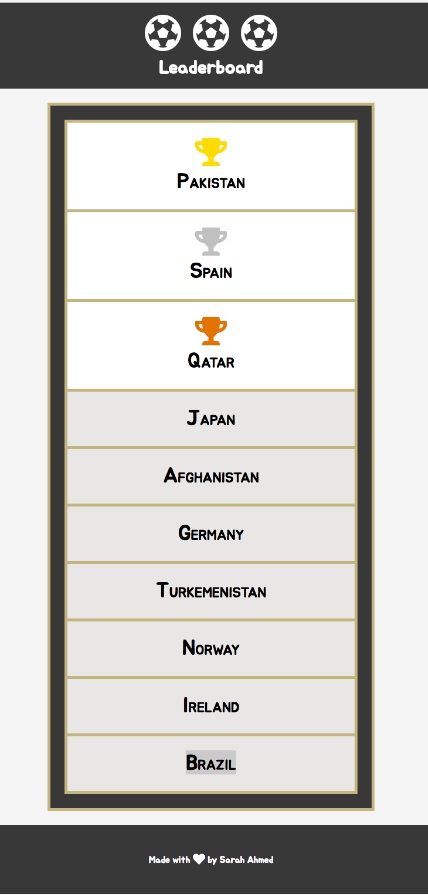 Leaderboard
Pakistan
Spain
Qatar
Japan
Afghanistan
Germany
Turkemenistan
Norway
Ireland
Brazil
Made with by Sarah Ahmed